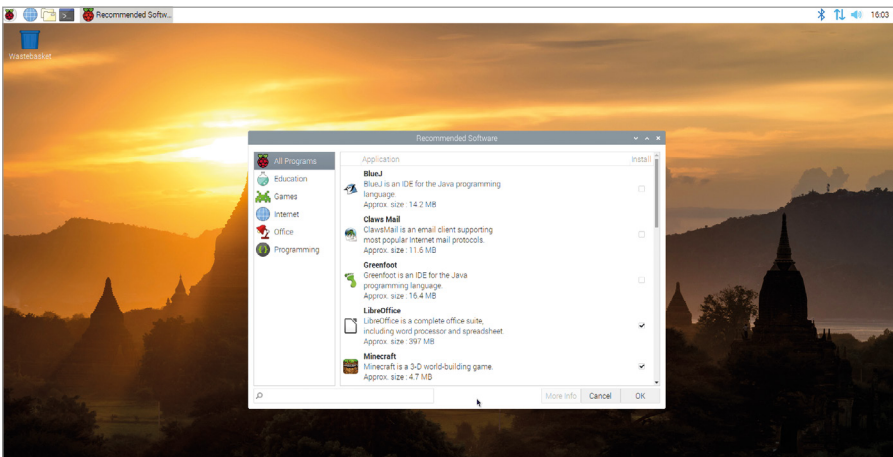 Recommended Softw...
16:03
Wastebasket
Recommended Software
All Programs
Education
Games
Internet
Office
Programming
Application
Install
BlueJ
BlueJ is an IDE for the Java programming
language.
Approx. size : 14.2 MB
Claws Mail
ClawsMail is an email client supporting
most popular Internet mail protocols.
Approx. size : 11.6 MB
Greenfoot
Greenfoot is an IDE for the Java
programming language.
Approx. size : 16.4 MB
LibreOffice
LibreOffice is a complete office suite,
including word processor and spreadsheet.
Approx. size : 397 MB
Minecraft
Minecraft is a 3-D world-building game.
Approx. size : 4.7 MB
More Info
Cancel
OK